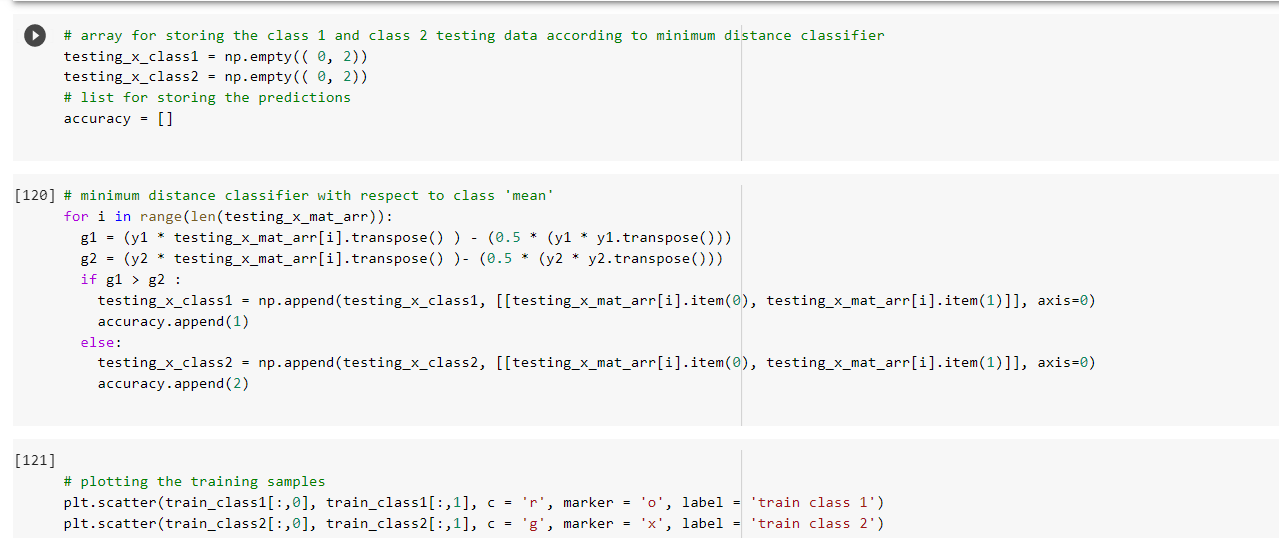 # array for storing the class 1 and class 2 testing data according to minimum distance classifier
testing_x_class1 = np.empty(( 0, 2))
testing_x_class2 = np.empty(( 0, 2))
# list for storing the predictions
accuracy = []
[120] # minimum distance classifier with respect to class 'mean'
for i in range(len(testing_x_mat_arr)):
  g1 = (y1 * testing_x_mat_arr[i].transpose() ) - (0.5 * (y1 * y1.transpose()))
  g2 = (y2 * testing_x_mat_arr[i].transpose() )- (0.5 * (y2 * y2.transpose()))
  if g1 > g2 :
    testing_x_class1 = np.append(testing_x_class1, [[testing_x_mat_arr[i].item(0), testing_x_mat_arr[i].item(1)]], axis=0)
    accuracy.append(1)
  else:
    testing_x_class2 = np.append(testing_x_class2, [[testing_x_mat_arr[i].item(0), testing_x_mat_arr[i].item(1)]], axis=0)
    accuracy.append(2)
[121]
# plotting the training samples
plt.scatter(train_class1[:,0], train_class1[:,1], c = 'r', marker = 'o', label = 'train class 1')
plt.scatter(train_class2[:,0], train_class2[:,1], c = 'g', marker = 'x', label = 'train class 2')